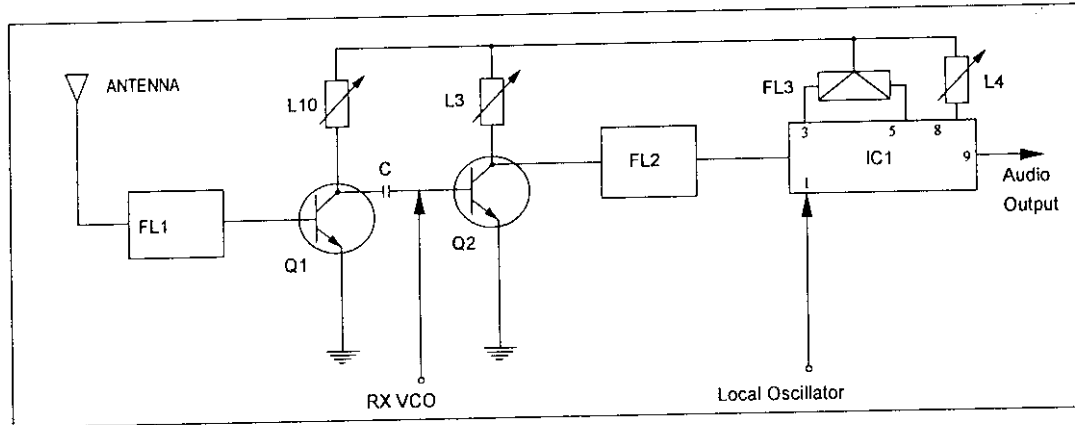 ANTENNA
L10
L3
FL3
L4
3
5
8
C
FL2
IC1
9
FL1
1
Audio
Output
Q2
Q1
RX VCO
Local Oscillator